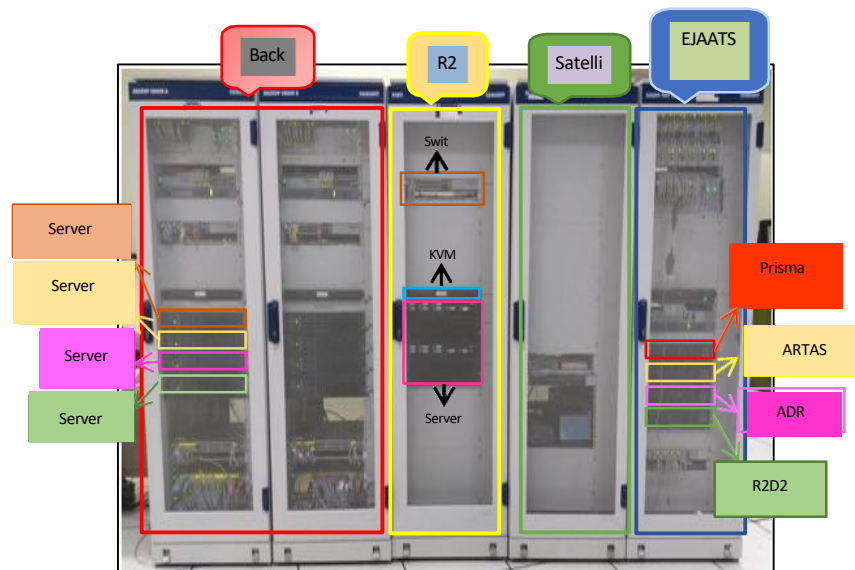 Back
R2
Satelli
EJAATS
Swit
KVM
Server
Server
Server
Server
Server
Prisma
ARTAS
ADR
R2D2